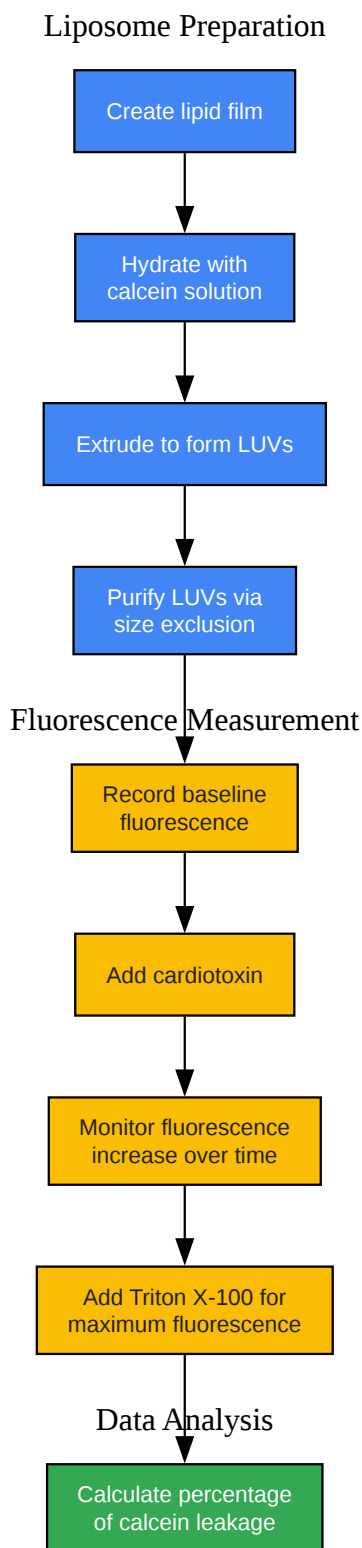 Liposome Preparation
Create lipid film
Hydrate with
calcein solution
Extrude to form LUVs
Purify LUVs via
size exclusion
Fluorescence Measurement
Record baseline
fluorescence
Add cardiotoxin
Monitor fluorescence
increase over time
Add Triton X-100 for
maximum fluorescence
Data Analysis
Calculate percentage
of calcein leakage